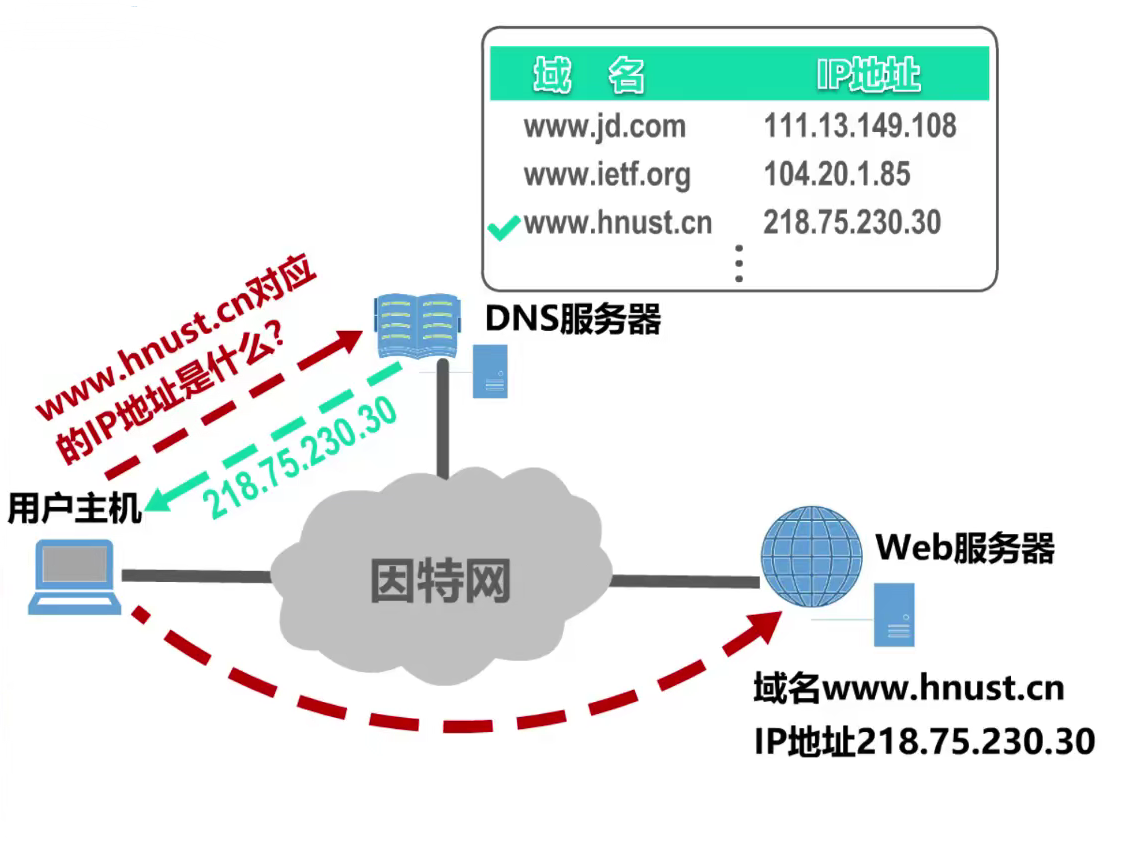 域 名 IP地址
www.jd.com 111.13.149.108
www.ietf.org 104.20.1.85
www.hnust.cn 218.75.230.30
DNS服务器
www.hnust.cn对应
的IP地址是什么?
218.75.230.30
用户主机
因特网
Web服务器
域名www.hnust.cn
IP地址218.75.230.30